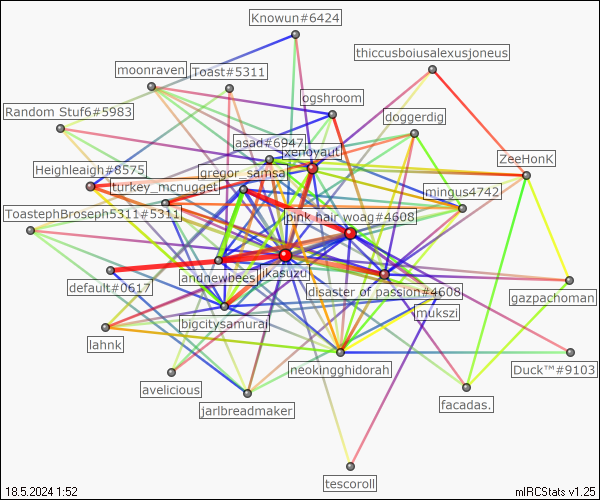 Knowun#6424
thiccusboiusalexusjoneus
moonraven
Toast#5311
ogshroom
Random Stuf6#5983
doggerdig
asad#6947
xenoyaut
ZeeHonK
Heighleaigh#8575
gregor_samsa
turkey_mcnugget
mingus4742
ToastephBroseph5311#5311
pink hair woag#4608
andnewbees
jkasuzu
default#0617
disaster of passion#4608
gazpachoman
mukszi
bigcitysamurai
lahnk
neokingghidorah
Duck™#9103
avelicious
facadas.
jarlbreadmaker
tescoroll
18.5.2024 1:52
mIRCStats v1.25